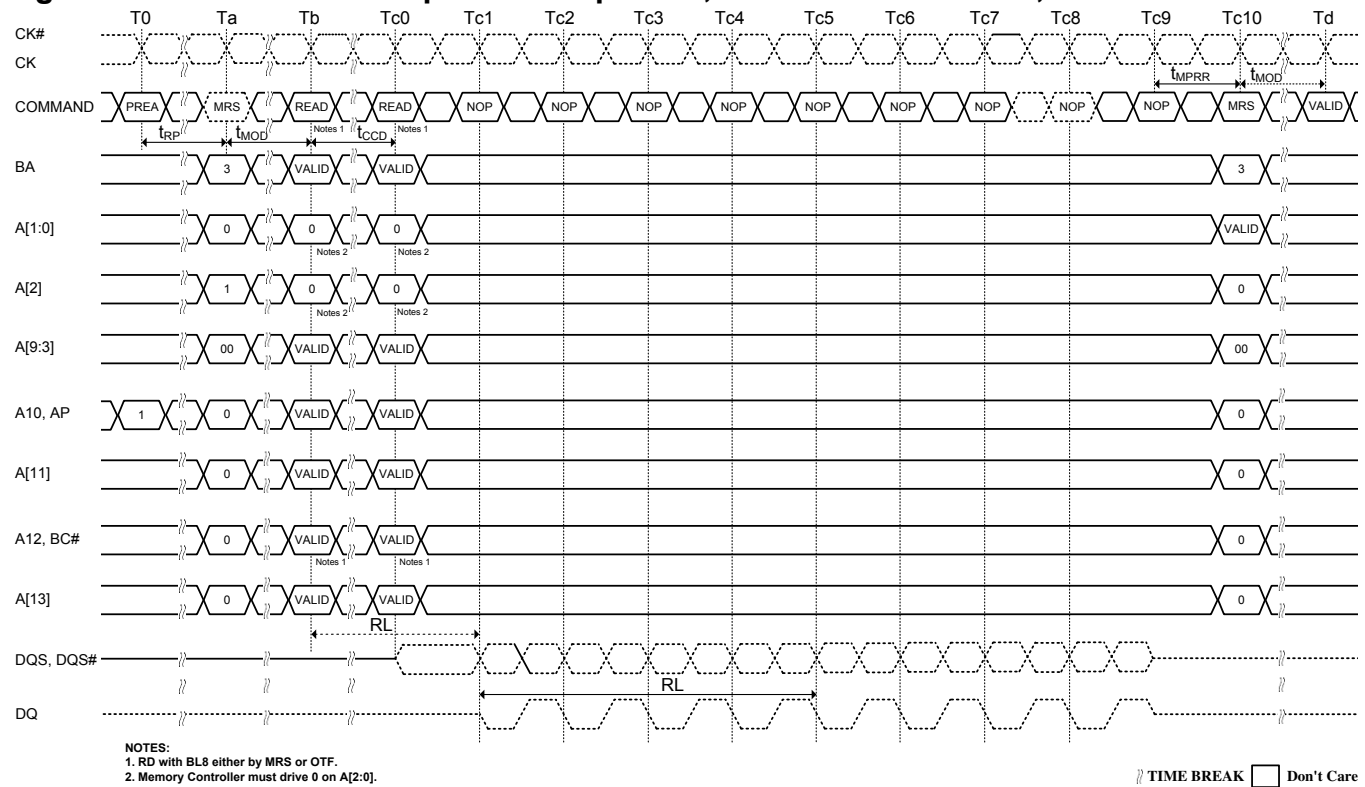 T0 Ta Tb Tc0 Tc1 Tc2 Tc3 Tc4 Tc5 Tc6 Tc7 Tc8 Tc9 Tc10 Td
CK#
CK
tMPRR tMOD
COMMAND PREA MRS READ READ NOP NOP NOP NOP NOP NOP NOP NOP NOP MRS VALID
Notes 1 Notes 1
tRP tMOD tCCD
BA 3 VALID VALID 3
A[1:0] 0 0 0 VALID
Notes 2 Notes 2
A[2] 1 0 0 0
Notes 2 Notes 2
A[9:3] 00 VALID VALID 00
A10, AP 1 0 VALID VALID 0
A[11] 0 VALID VALID 0
A12, BC# 0 VALID VALID 0
Notes 1 Notes 1
A[13] 0 VALID VALID 0
RL
DQS, DQS#
RL
DQ
NOTES:
1. RD with BL8 either by MRS or OTF.
2. Memory Controller must drive 0 on A[2:0].
TIME BREAK Don't Care